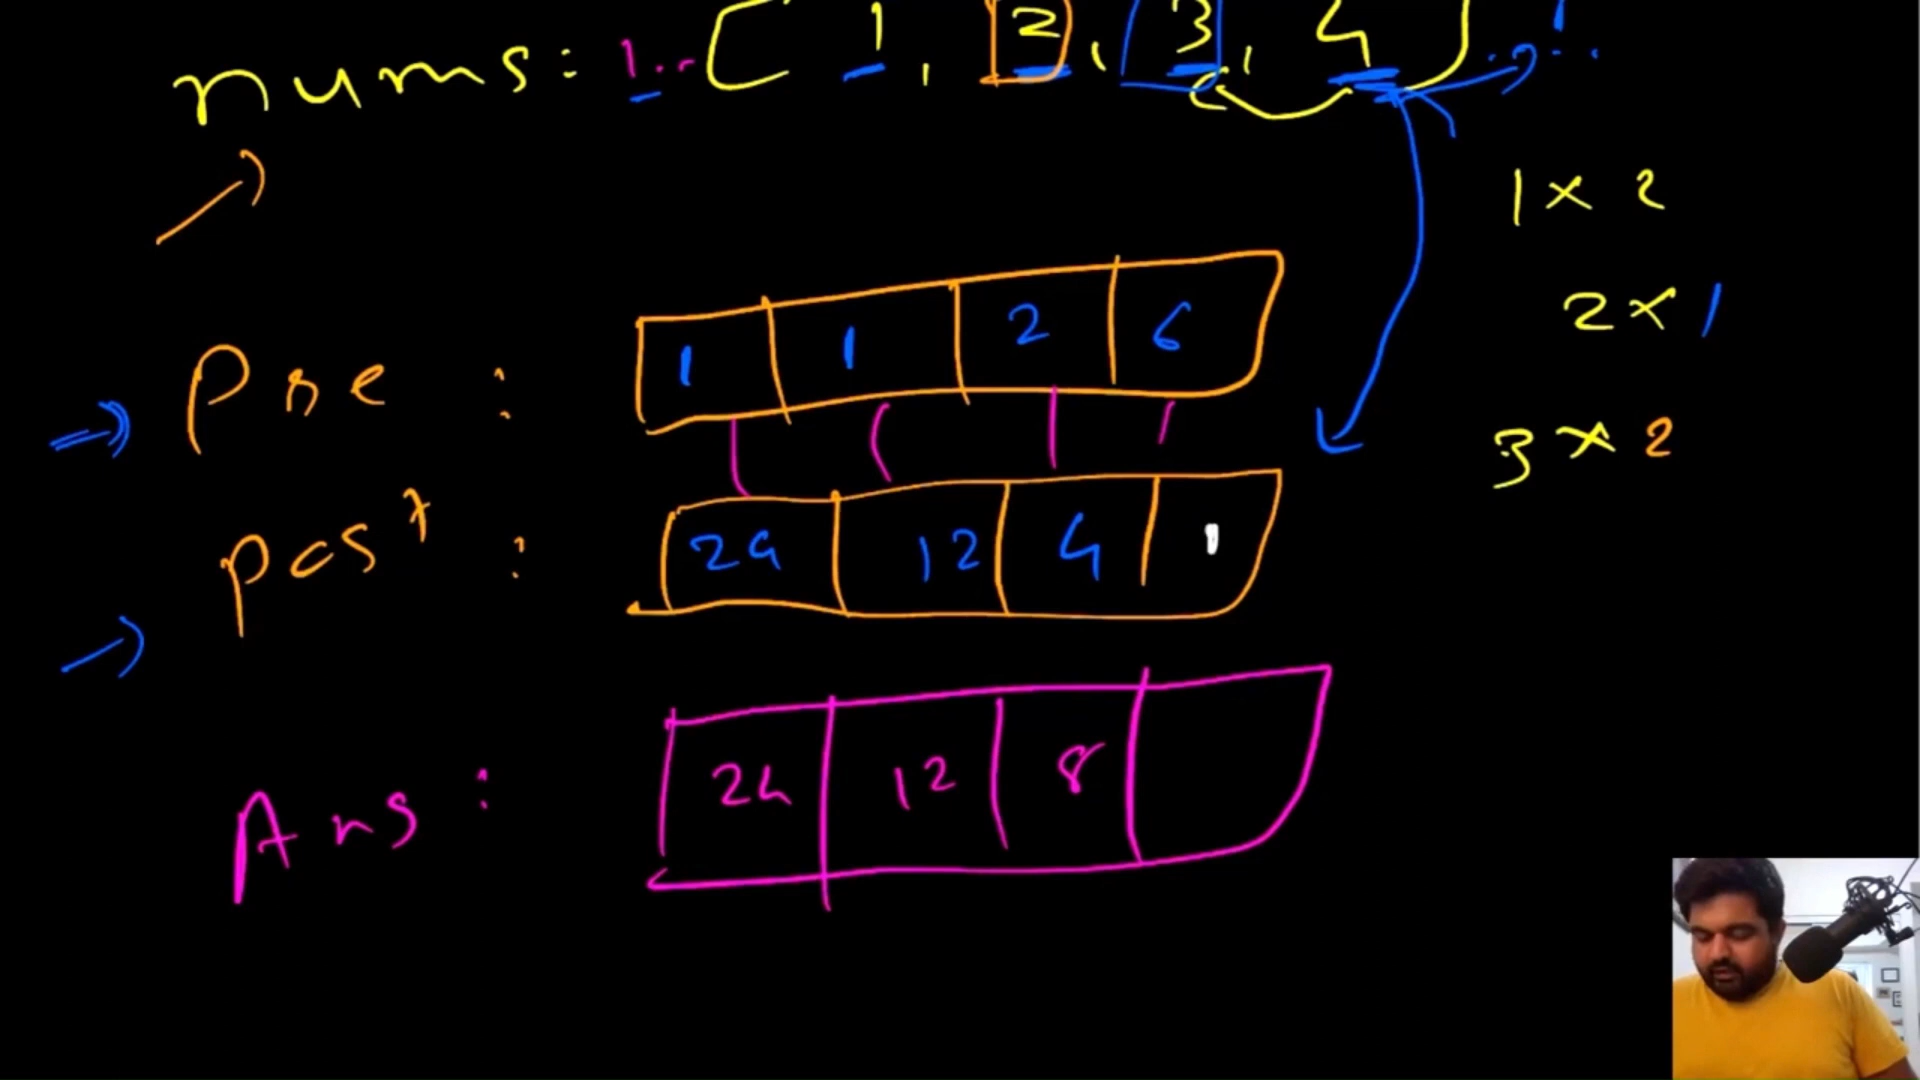 nums: 1.. [ 1, 2, 3, 4 ] ..1..
1 x 2
2 x 1
Pre : 1 1 2 6
3 x 2
post : 24 12 4 1
Ans : 24 12 8